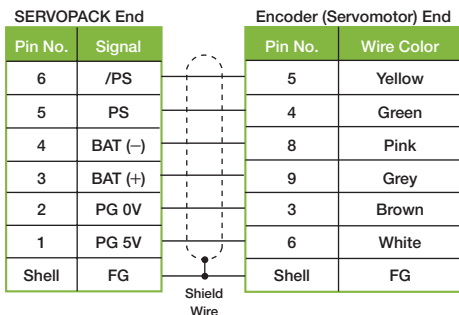 SERVOPACK End Encoder (Servomotor) End
Pin No. Signal Pin No. Wire Color
6 /PS 5 Yellow
5 PS 4 Green
4 BAT (−) 8 Pink
3 BAT (+) 9 Grey
2 PG 0V 3 Brown
1 PG 5V 6 White
Shell FG Shell FG
Shield
Wire